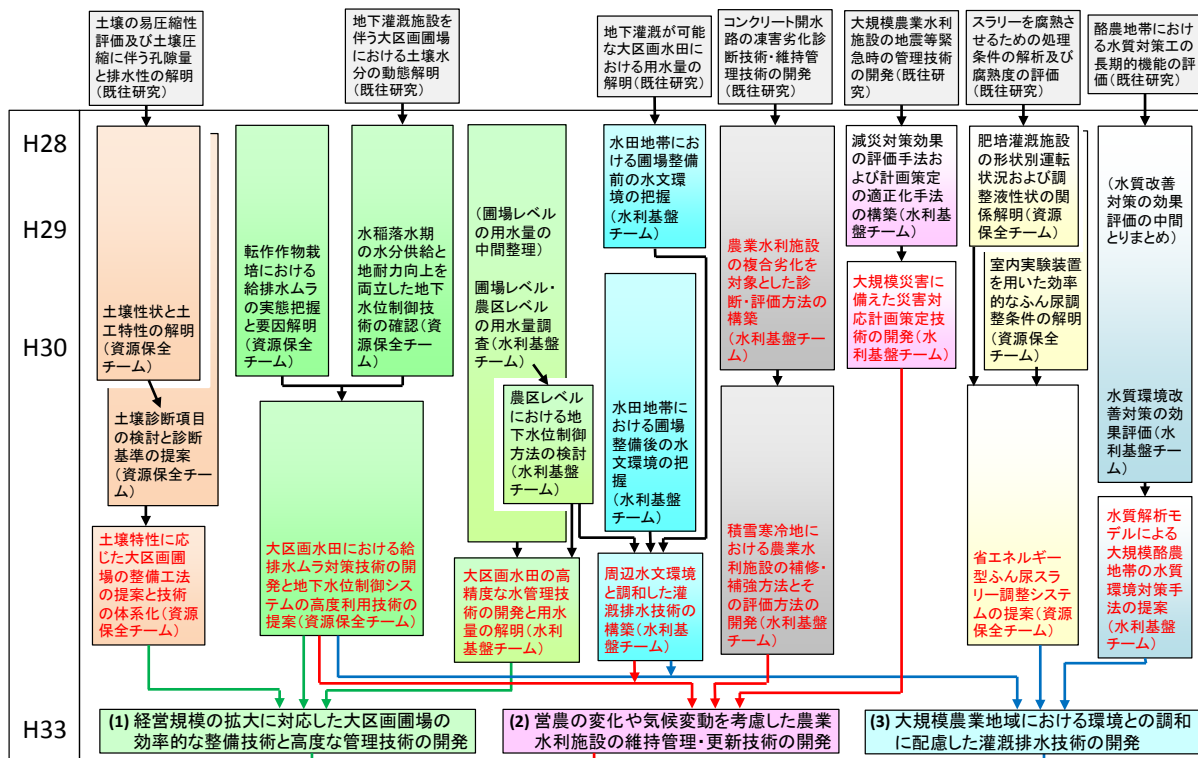 土壌の易圧縮性
評価及び土壌圧
縮に伴う孔隙量
と排水性の解明
(既往研究)
地下灌漑施設を
伴う大区画圃場
における土壌水
分の動態解明
(既往研究)
地下灌漑が可能
な大区画水田に
おける用水量の
解明(既往研究)
コンクリート開水
路の凍害劣化診
断技術・維持管
理技術の開発
(既往研究)
大規模農業水利
施設の地震等緊
急時の管理技術
の開発(既往研
究)
スラリーを腐熟さ
せるための処理
条件の解析及び
腐熟度の評価
(既往研究)
酪農地帯におけ
る水質対策工の
長期的機能の評
価(既往研究)
H28
H29
H30
H33
土壌性状と土
工特性の解明
(資源保全
チーム)
土壌診断項目
の検討と診断
基準の提案
(資源保全チー
ム)
土壌特性に応
じた大区画圃
場の整備工法
の提案と技術
の体系化(資源
保全チーム)
転作作物栽
培における
給排水ムラ
の実態把握
と要因解明
(資源保全
チーム)
水稲落水期
の水分供給と
地耐力向上を
両立した地下
水位制御技
術の確認(資
源保全チー
ム)
大区画水田における給
排水ムラ対策技術の開
発と地下水位制御シス
テムの高度利用技術の
提案(資源保全チーム)
(圃場レベル
の用水量の
中間整理)
圃場レベル・
農区レベル
の用水量調
査(水利基盤
チーム)
農区レベル
における地
下水位制御
方法の検討
(水利基盤
チーム)
大区画水田の高
精度な水管理技
術の開発と用水
量の解明(水利
基盤チーム)
水田地帯に
おける圃場整備
前の水文環
境の把握
(水利基盤
チーム)
水田地帯に
おける圃場
整備後の水
文環境の把
握
(水利基盤
チーム)
周辺水文環境
と調和した灌
漑排水技術の
構築(水利基
盤チーム)
農業水利施設
の複合劣化を
対象とした診
断・評価方法の
構築
(水利基盤チー
ム)
積雪寒冷地に
おける農業水
利施設の補修・
補強方法とそ
の評価方法の
開発(水利基盤
チーム)
減災対策効果
の評価手法お
よび計画策定
の適正化手法
の構築(水利基
盤チーム)
大規模災害に
備えた災害対
応計画策定技
術の開発(水
利基盤チーム)
肥培灌漑施設
の形状別運転
状況および調
整液性状の関
係解明(資源
保全チーム)
室内実験装置
を用いた効率
的なふん尿調
整条件の解明
(資源保全
チーム)
省エネルギー
型ふん尿スラ
リー調整システ
ムの提案(資源
保全チーム)
(水質改善
対策の効果
評価の中間
とりまとめ)
水質環境改
善対策の効
果評価(水
利基盤チー
ム)
水質解析モ
デルによる
大規模酪農
地帯の水質
環境対策手
法の提案
(水利基盤
チーム)
(1) 経営規模の拡大に対応した大区画圃場の
効率的な整備技術と高度な管理技術の開発
(2) 営農の変化や気候変動を考慮した農業
水利施設の維持管理・更新技術の開発
(3) 大規模農業地域における環境との調和
に配慮した灌漑排水技術の開発